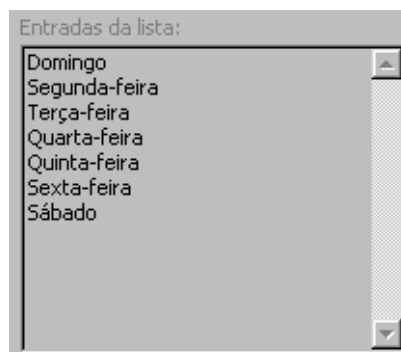 Entradas da lista:
Domingo
Segunda-feira
Terça-feira
Quarta-feira
Quinta-feira
Sexta-feira
Sábado